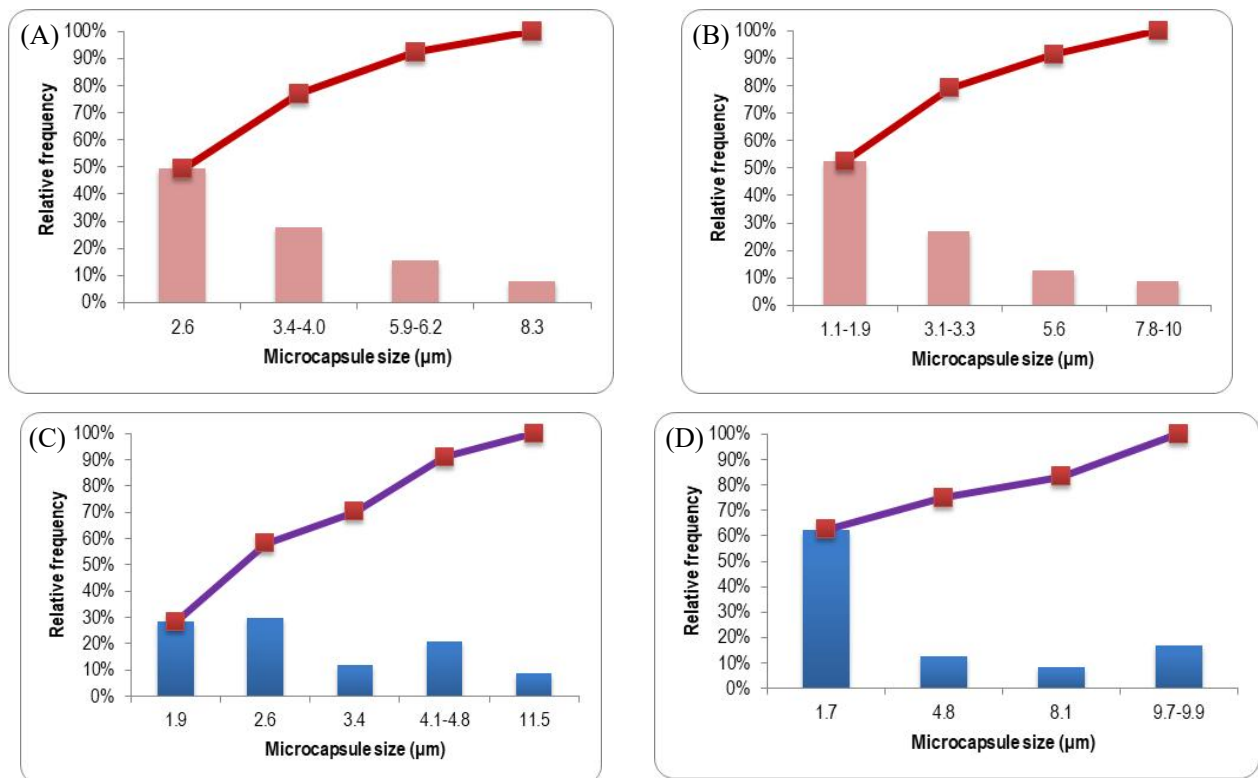 (A)
100%
90%
80%
70%
60%
50%
40%
30%
20%
10%
0%
Relative frequency
2.6 3.4-4.0 5.9-6.2 8.3
Microcapsule size (µm)
(B)
100%
90%
80%
70%
60%
50%
40%
30%
20%
10%
0%
Relative frequency
1.1-1.9 3.1-3.3 5.6 7.8-10
Microcapsule size (µm)
(C)
100%
90%
80%
70%
60%
50%
40%
30%
20%
10%
0%
Relative frequency
1.9 2.6 3.4 4.1-4.8 11.5
Microcapsule size (µm)
(D)
100%
90%
80%
70%
60%
50%
40%
30%
20%
10%
0%
Relative frequency
1.7 4.8 8.1 9.7-9.9
Microcapsule size (µm)